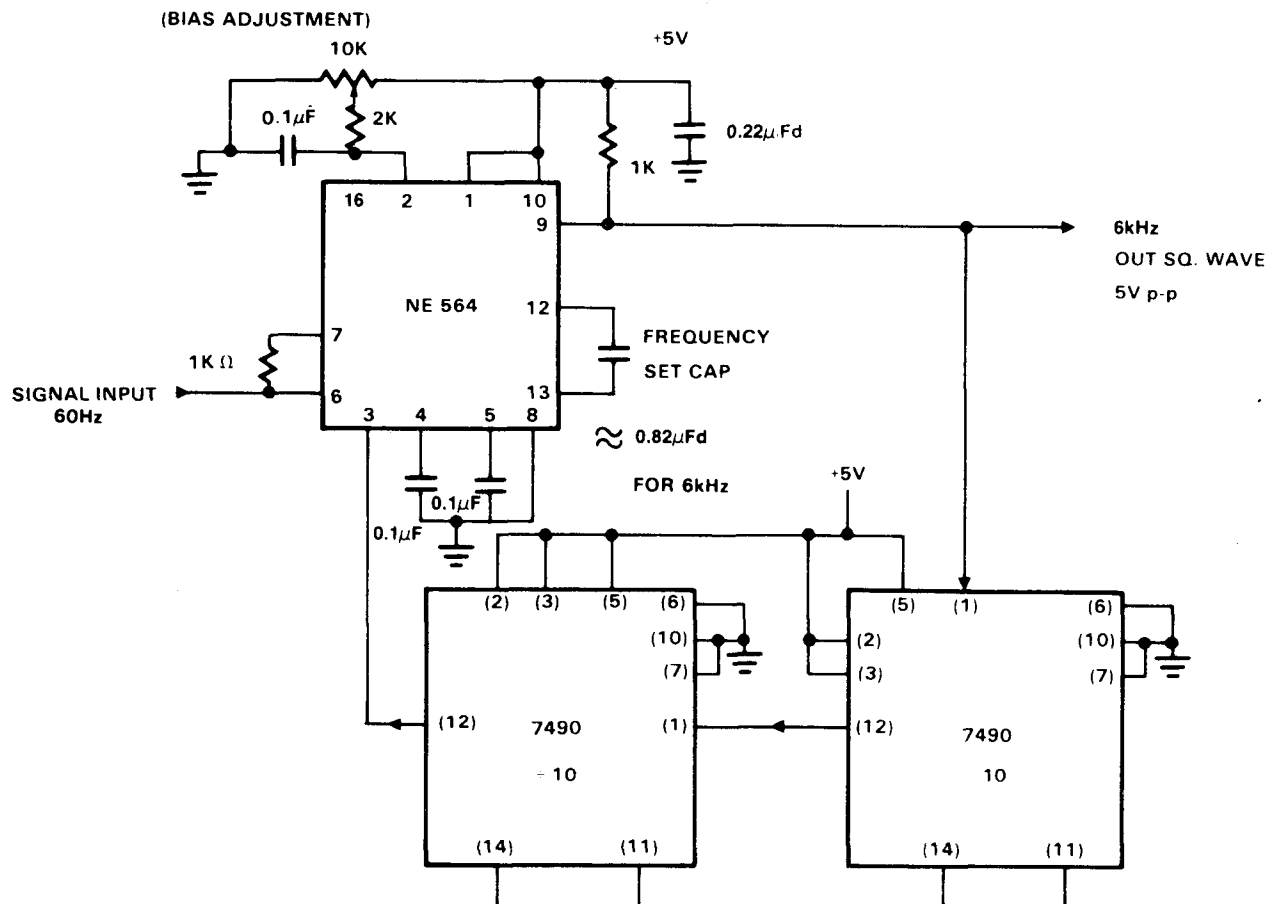 (BIAS ADJUSTMENT)
10K
+5V
0.1µF
2K
0.22µFd
1K
16 2 1 10
9
NE 564
12
7
FREQUENCY
SET CAP
1K Ω
13
6
SIGNAL INPUT
60Hz
3 4 5 8
≈ 0.82µFd
FOR 6kHz
0.1µF
0.1µF
6kHz
OUT SQ. WAVE
5V p-p
+5V
(2) (3) (5) (6)
(10)
(7)
(12) 7490 (1)
÷ 10
(14) (11)
(5) (1) (6)
(2) (10)
(3) (7)
(12) 7490
10
(14) (11)